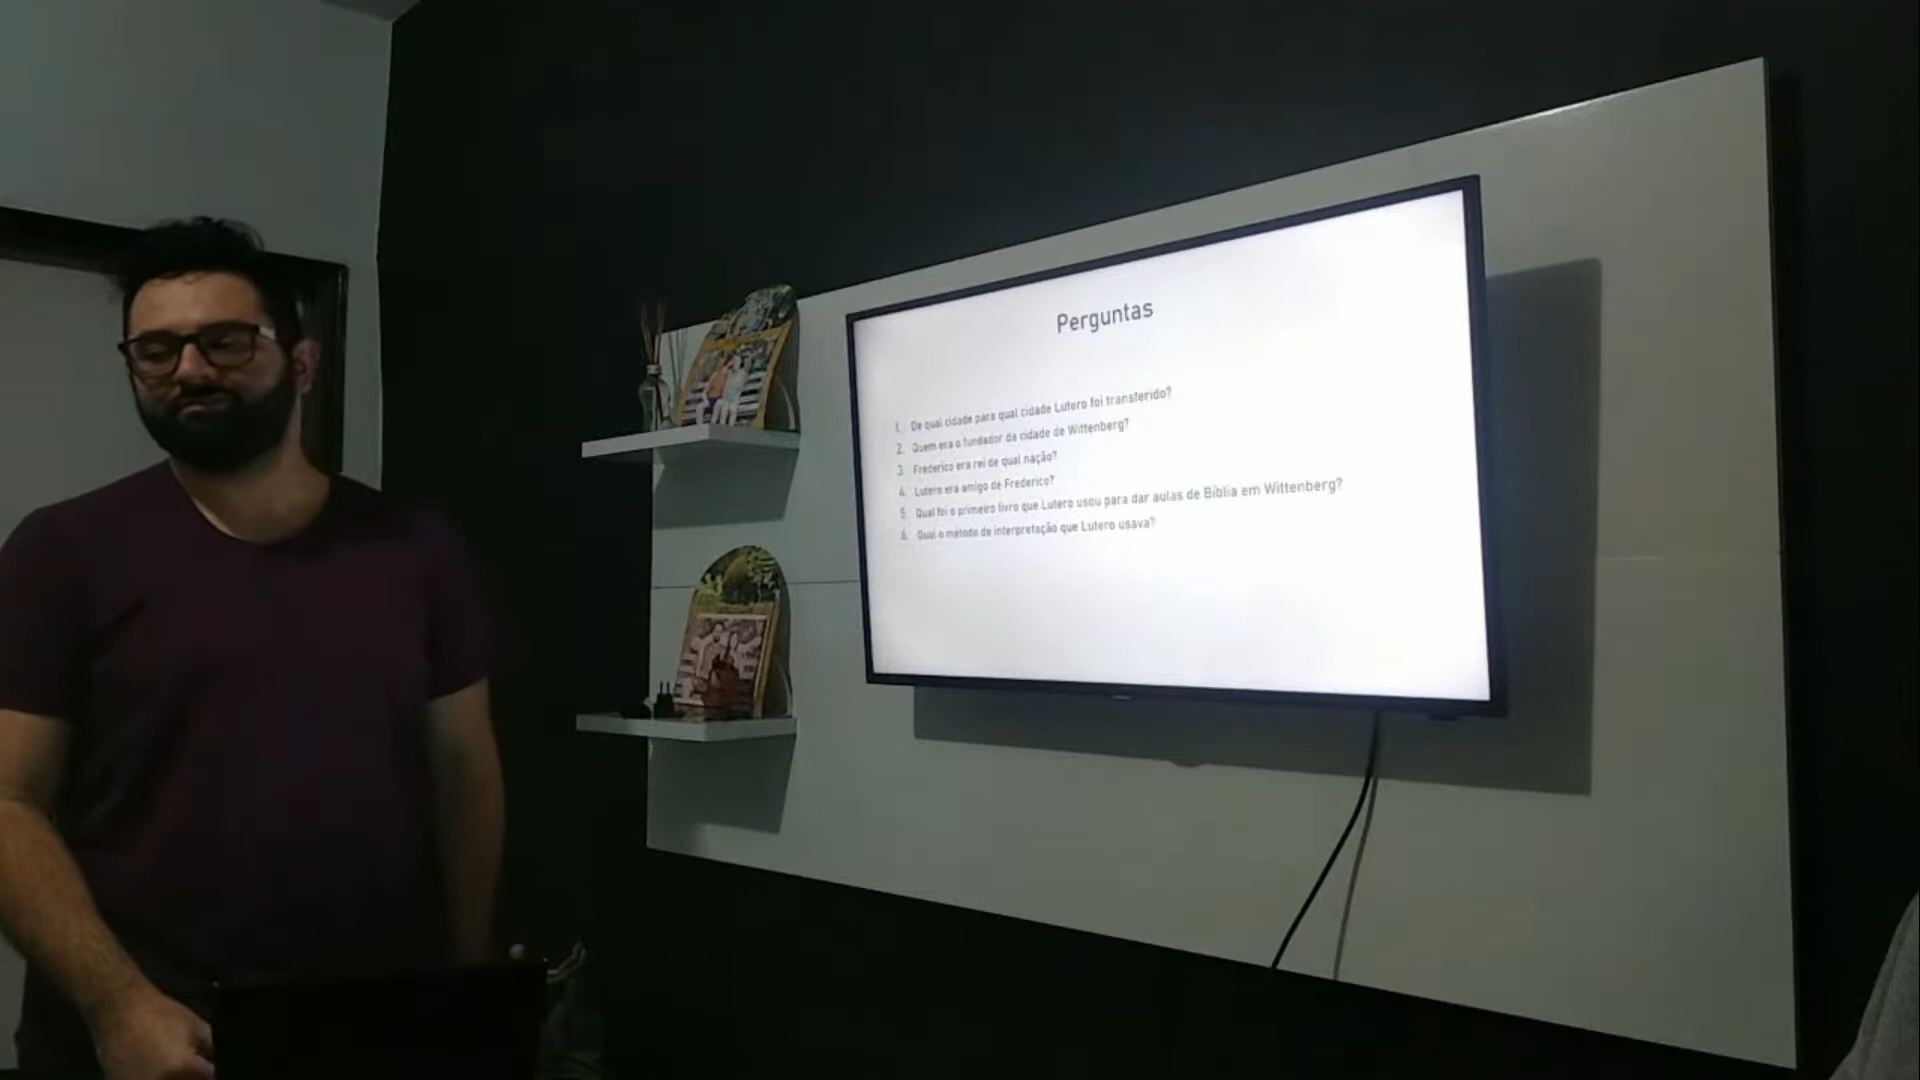 Perguntas
1. De qual cidade para qual cidade Lutero foi transferido?
2. Quem era o fundador da cidade de Wittenberg?
3. Frederico era rei de qual nação?
4. Lutero era amigo de Frederico?
5. Qual foi o primeiro livro que Lutero usou para dar aulas de Bíblia em Wittenberg?
6. Qual o método de interpretação que Lutero usava?